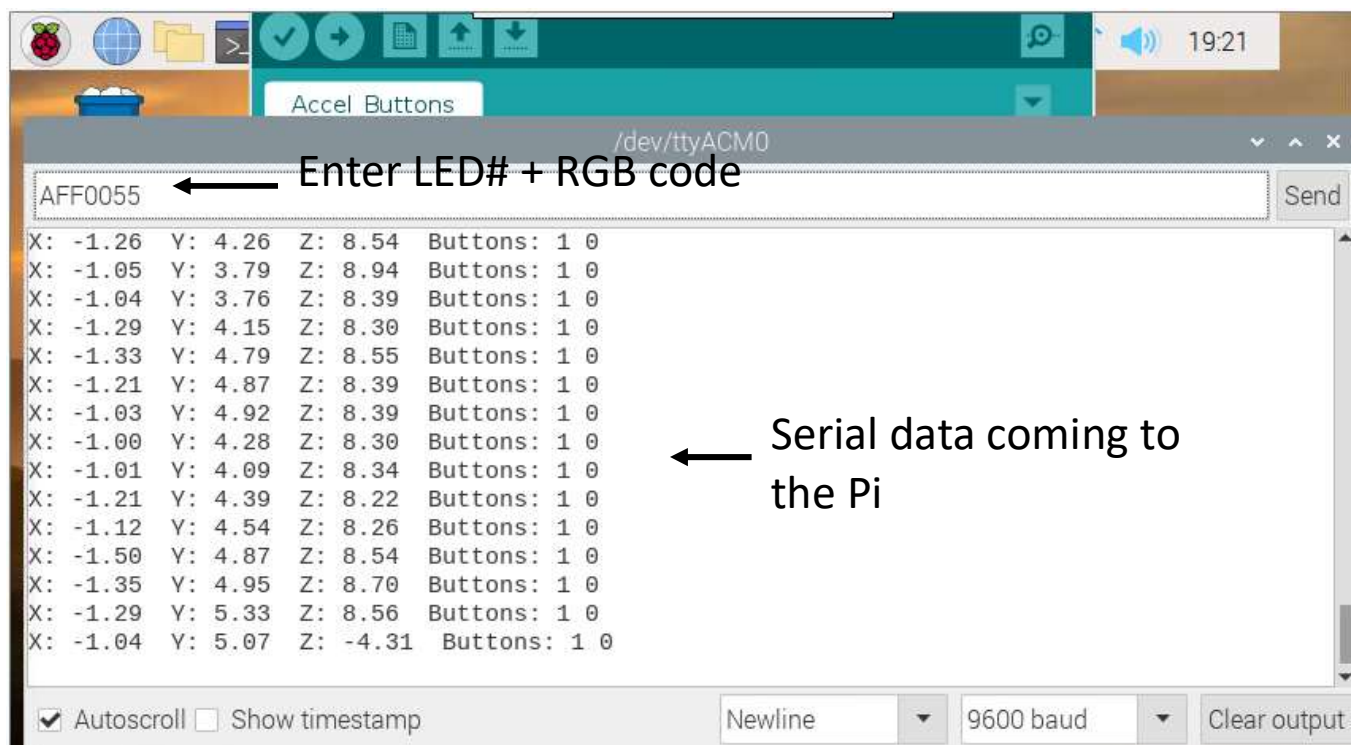 >_
19:21
Accel Buttons
/dev/ttyACM0
Enter LED# + RGB code
AFF0055
Send
X: -1.26 Y: 4.26 Z: 8.54 Buttons: 1 0
X: -1.05 Y: 3.79 Z: 8.94 Buttons: 1 0
X: -1.04 Y: 3.76 Z: 8.39 Buttons: 1 0
X: -1.29 Y: 4.15 Z: 8.30 Buttons: 1 0
X: -1.33 Y: 4.79 Z: 8.55 Buttons: 1 0
X: -1.21 Y: 4.87 Z: 8.39 Buttons: 1 0
X: -1.03 Y: 4.92 Z: 8.39 Buttons: 1 0
X: -1.00 Y: 4.28 Z: 8.30 Buttons: 1 0
X: -1.01 Y: 4.09 Z: 8.34 Buttons: 1 0
X: -1.21 Y: 4.39 Z: 8.22 Buttons: 1 0
X: -1.12 Y: 4.54 Z: 8.26 Buttons: 1 0
X: -1.50 Y: 4.87 Z: 8.54 Buttons: 1 0
X: -1.35 Y: 4.95 Z: 8.70 Buttons: 1 0
X: -1.29 Y: 5.33 Z: 8.56 Buttons: 1 0
X: -1.04 Y: 5.07 Z: -4.31 Buttons: 1 0
Serial data coming to
the Pi
Autoscroll Show timestamp
Newline
9600 baud
Clear output